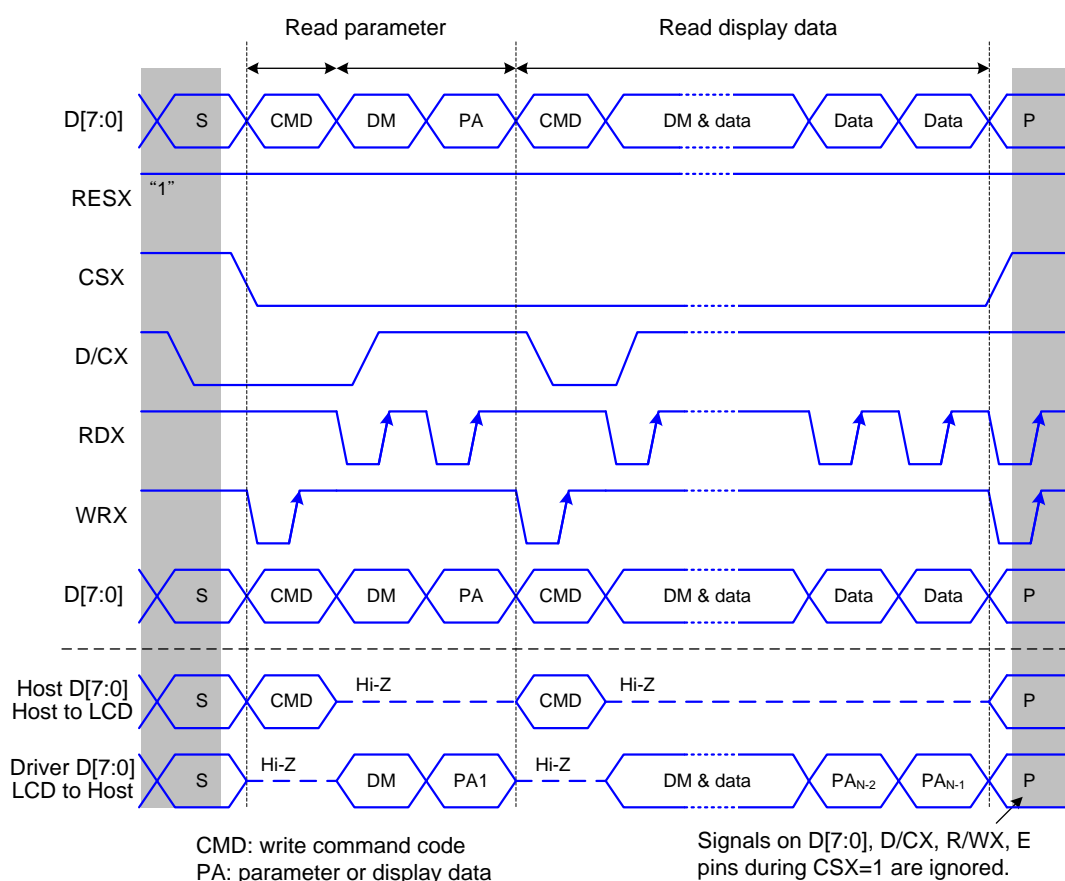 Read parameter Read display data
D[7:0] S CMD DM PA CMD DM & data Data Data P
RESX “1”
CSX
D/CX
RDX
WRX
D[7:0] S CMD DM PA CMD DM & data Data Data P
Host D[7:0]
Host to LCD
S CMD Hi-Z CMD Hi-Z P
Driver D[7:0]
LCD to Host
S Hi-Z DM PA1 Hi-Z DM & data PAN-2 PAN-1 P
CMD: write command code
PA: parameter or display data
Signals on D[7:0], D/CX, R/WX, E
pins during CSX=1 are ignored.